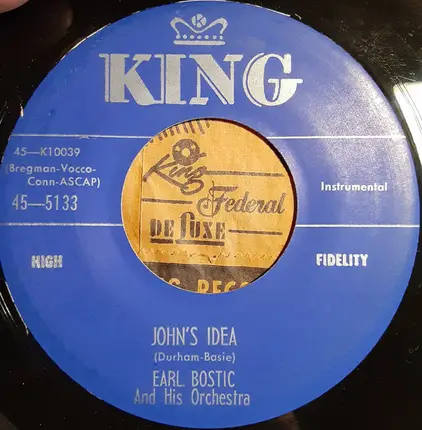 K
KING
45—K10039
(Bregman-Vocco-
Conn-ASCAP)
45—5133
Instrumental
King
Federal
DE LUXE
HIGH
FIDELITY
JOHN'S IDEA
(Durham-Basie)
EARL BOSTIC
And His Orchestra